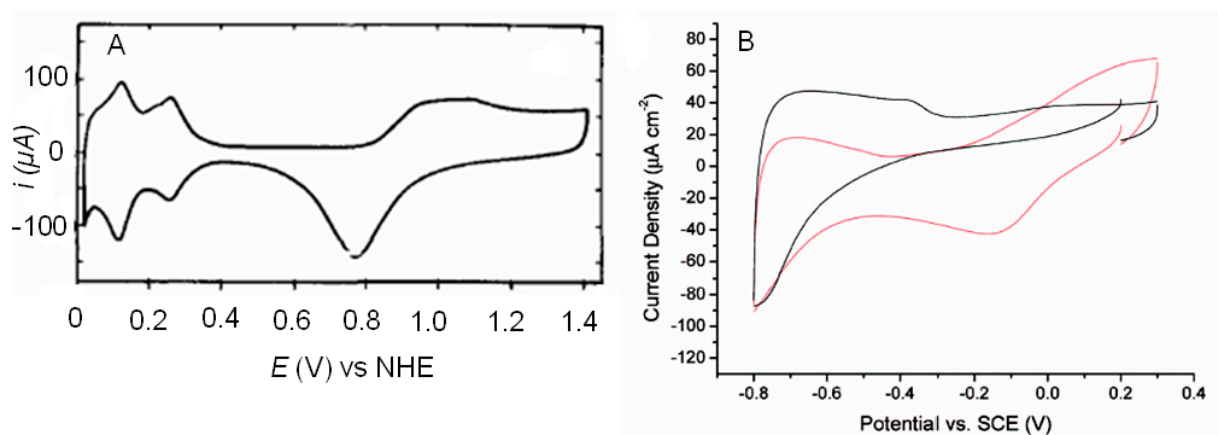 A
100
0
-100
i (µA)
0 0.2 0.4 0.6 0.8 1.0 1.2 1.4
E (V) vs NHE
B
80
60
40
20
0
-20
-40
-60
-80
-100
-120
Current Density (µA cm-2)
-0.8 -0.6 -0.4 -0.2 0.0 0.2 0.4
Potential vs. SCE (V)